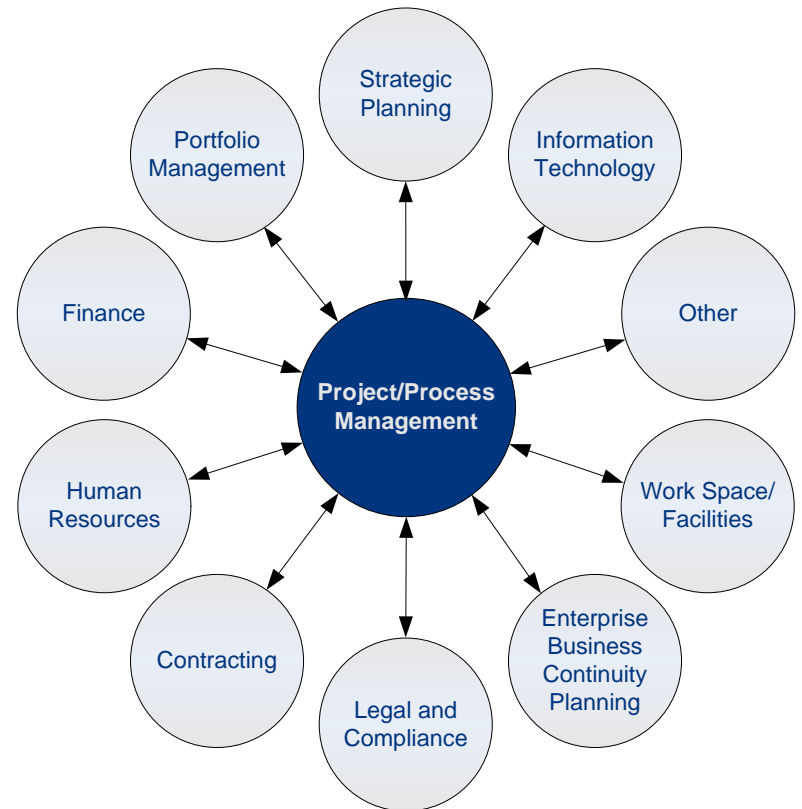 Strategic
Planning
Information
Technology
Other
Work Space/
Facilities
Enterprise
Business
Continuity
Planning
Legal and
Compliance
Contracting
Human
Resources
Finance
Portfolio
Management
Project/Process
Management